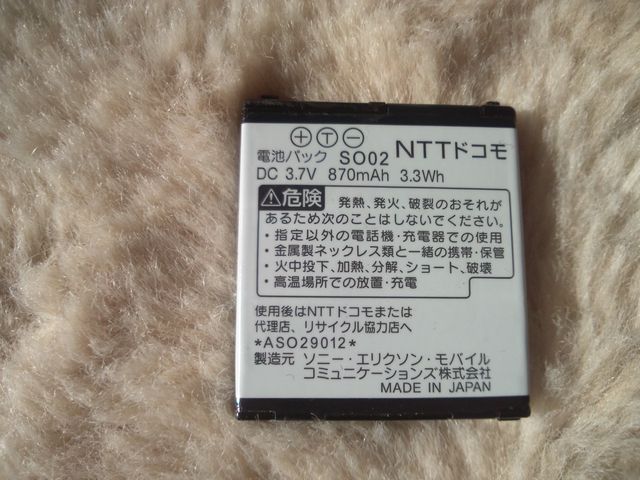 ⊕Ⓣ⊖
電池パック SO02 NTTドコモ
DC 3.7V 870mAh 3.3Wh
⚠危険 発熱、発火、破裂のおそれが
あるため次のことはしないでください。
・指定以外の電話機・充電器での使用
・金属製ネックレス類と一緒の携帯・保管
・火中投下、加熱、分解、ショート、破壊
・高温場所での放置・充電
使用後はNTTドコモまたは
代理店、リサイクル協力店へ
*ASO29012*
製造元 ソニー・エリクソン・モバイル
コミュニケーションズ株式会社
MADE IN JAPAN